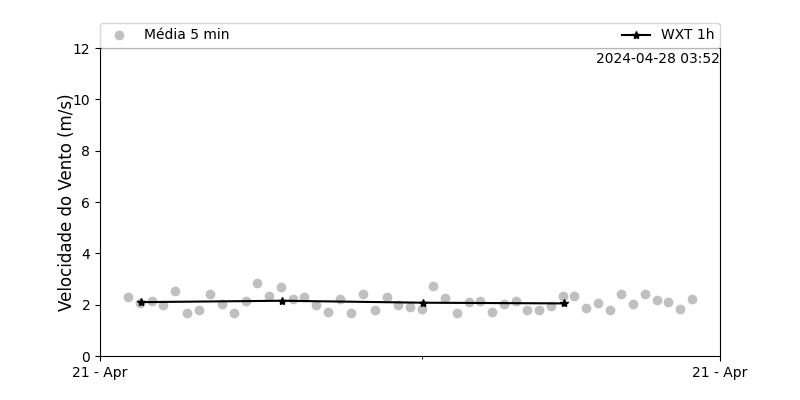 Média 5 min
WXT 1h
2024-04-28 03:52
Velocidade do Vento (m/s)
12
10
8
6
4
2
0
21 - Apr
21 - Apr